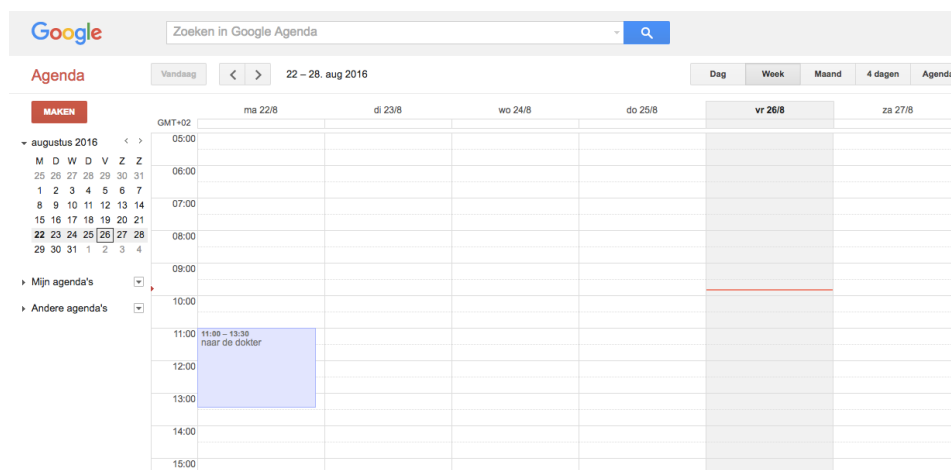 Google
Zoeken in Google Agenda
Agenda
Vandaag
< >
22 – 28. aug 2016
Dag Week Maand 4 dagen Agenda
MAKEN
augustus 2016 < >
M D W D V Z Z
25 26 27 28 29 30 31
1 2 3 4 5 6 7
8 9 10 11 12 13 14
15 16 17 18 19 20 21
22 23 24 25 26 27 28
29 30 31 1 2 3 4
Mijn agenda's
Andere agenda's
ma 22/8 di 23/8 wo 24/8 do 25/8 vr 26/8 za 27/8
GMT+02
05:00
06:00
07:00
08:00
09:00
10:00
11:00
11:00 – 13:30
naar de dokter
12:00
13:00
14:00
15:00